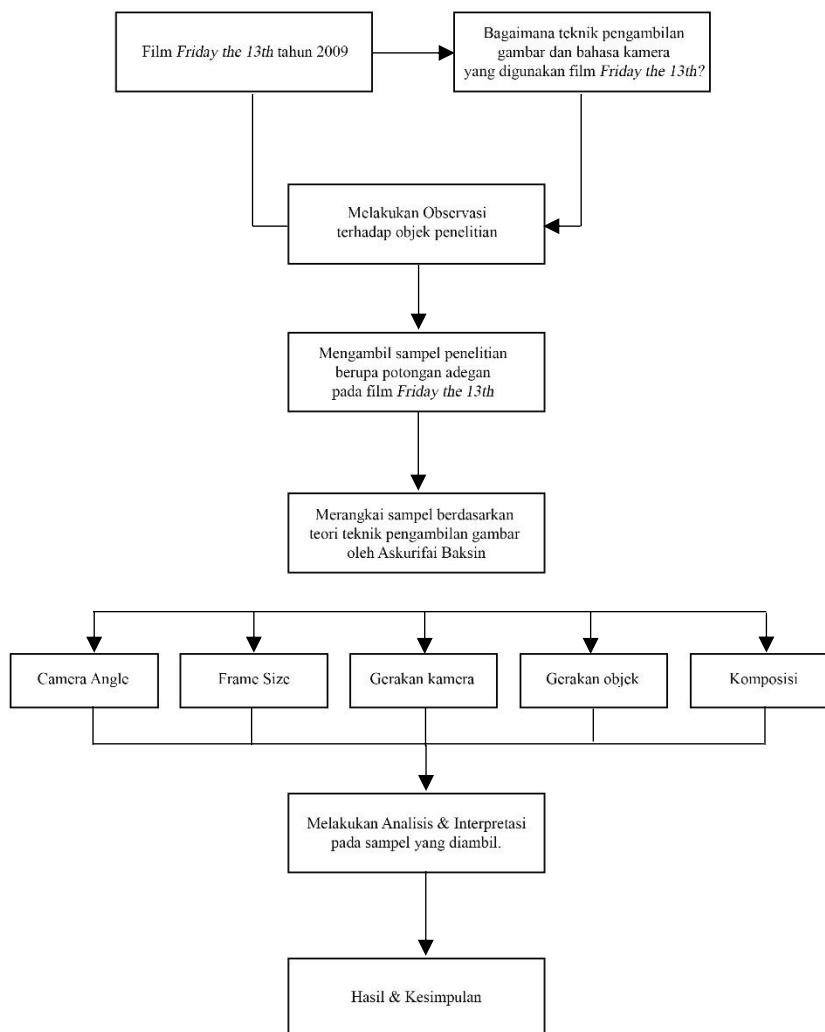 Film Friday the 13th tahun 2009
Bagaimana teknik pengambilan
gambar dan bahasa kamera
yang digunakan film Friday the 13th?
Melakukan Observasi
terhadap objek penelitian
Mengambil sampel penelitian
berupa potongan adegan
pada film Friday the 13th
Merangkai sampel berdasarkan
teori teknik pengambilan gambar
oleh Askurifai Baksin
Camera Angle
Frame Size
Gerakan kamera
Gerakan objek
Komposisi
Melakukan Analisis & Interpretasi
pada sampel yang diambil.
Hasil & Kesimpulan